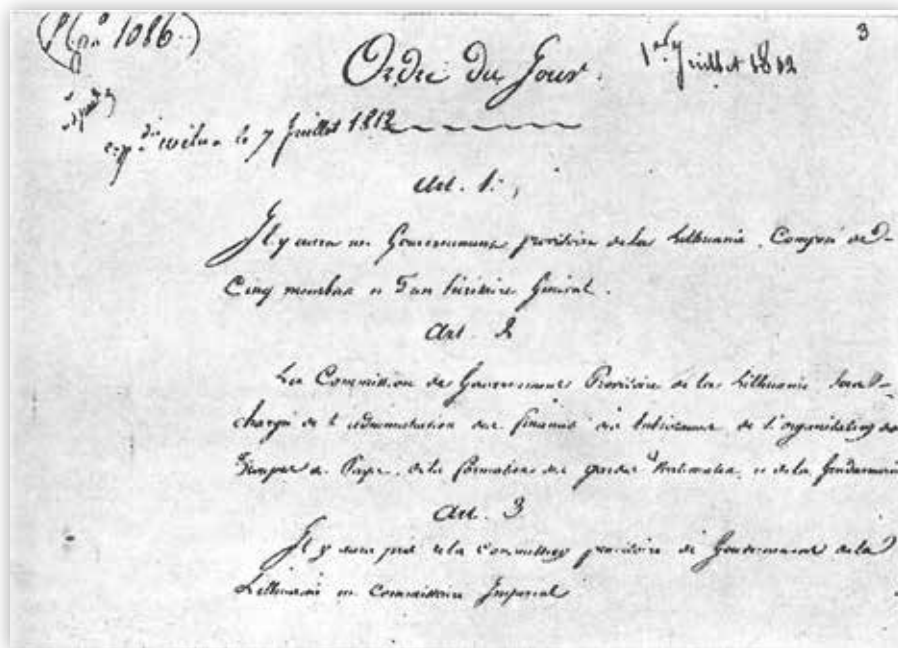 (No 1086.)
3
Ordre du Jour.
1er Juillet 1812
expdié wilna le 7 Juillet 1812
Art. 1.
Il y aura un Gouvernement provisoire de la Lithuanie, Composé de
Cinq membres et d'un Secrétaire Général.
Art. 2
La Commission du Gouvernement Provisoire de la Lithuanie sera
chargée de l'administration des finances des subsistances, de l'organisation des
Troupes du Pays, de la formation des gardes Nationales, et de la Gendarmerie
Art. 3
Il y aura près de la commission provisoire de Gouvernement de la
Lithuanie un Commissaire Impérial